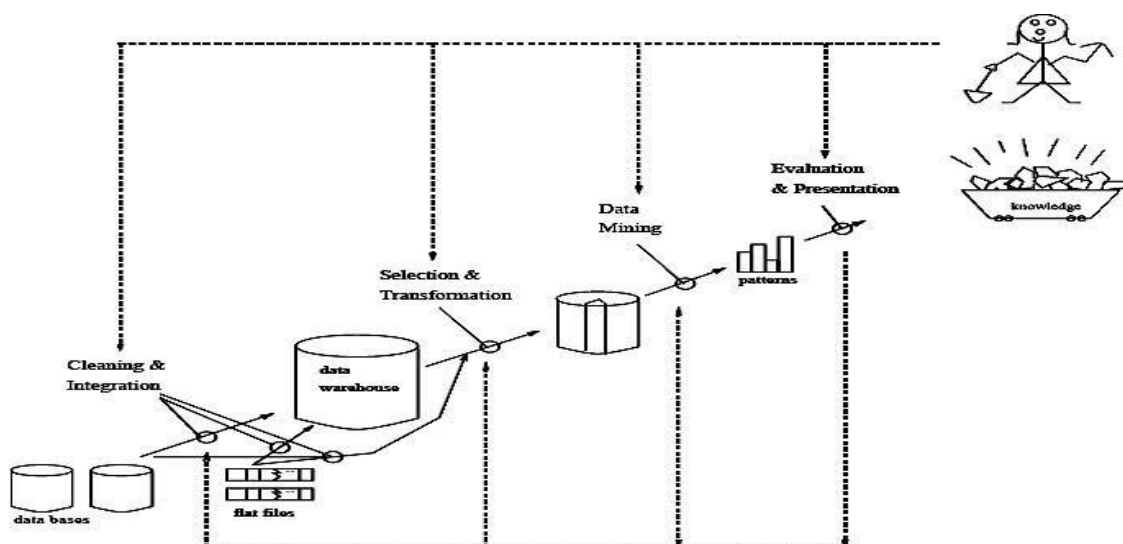 Evaluation
& Presentation
knowledge
Data
Mining
patterns
Selection &
Transformation
Cleaning &
Integration
data
warehouse
data bases
flat files